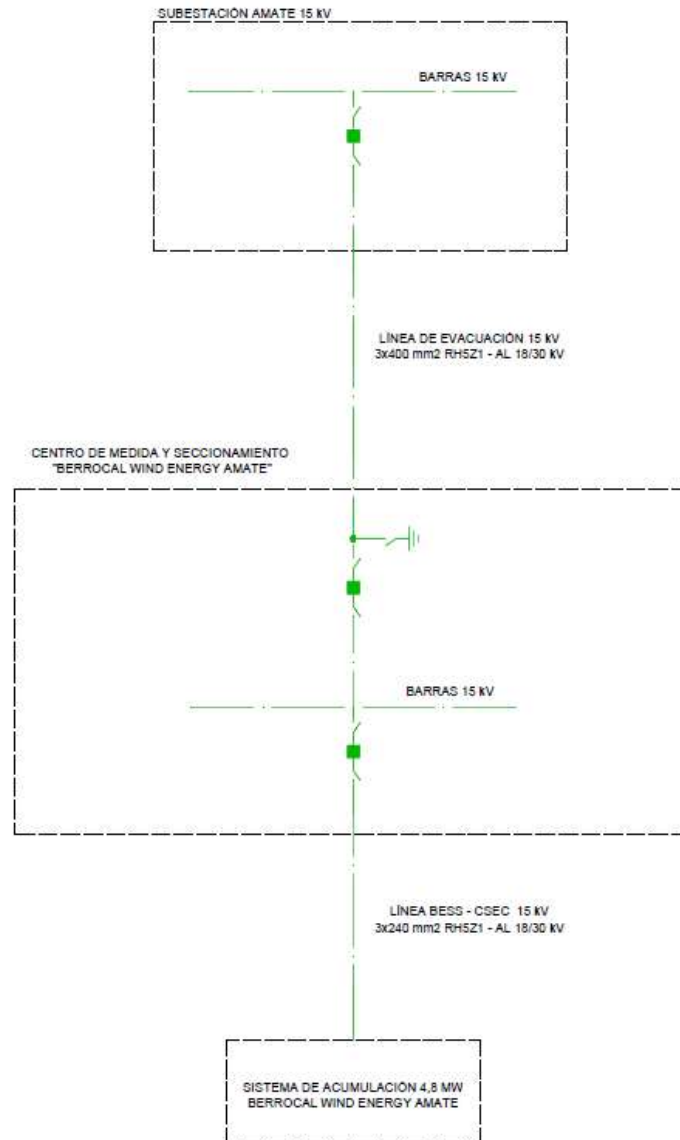 SUBESTACIÓN AMATE 15 kV
BARRAS 15 kV
LÍNEA DE EVACUACIÓN 15 kV
3x400 mm2 RH5Z1 - AL 18/30 kV
CENTRO DE MEDIDA Y SECCIONAMIENTO
"BERROCAL WIND ENERGY AMATE"
BARRAS 15 kV
LÍNEA BESS - CSEC 15 kV
3x240 mm2 RH5Z1 - AL 18/30 kV
SISTEMA DE ACUMULACIÓN 4,8 MW
BERROCAL WIND ENERGY AMATE